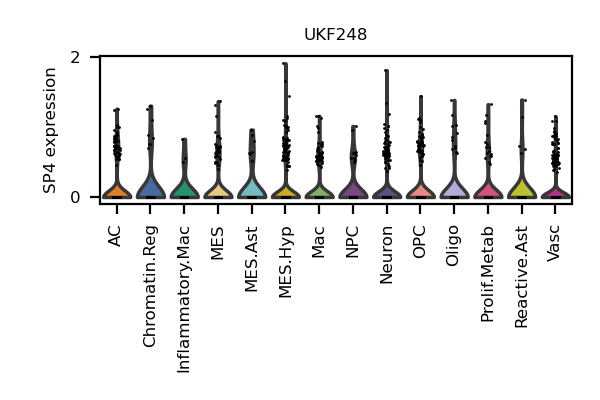 UKF248
SP4 expression
2
0
AC
Chromatin.Reg
Inflammatory.Mac
MES
MES.Ast
MES.Hyp
Mac
NPC
Neuron
OPC
Oligo
Prolif.Metab
Reactive.Ast
Vasc